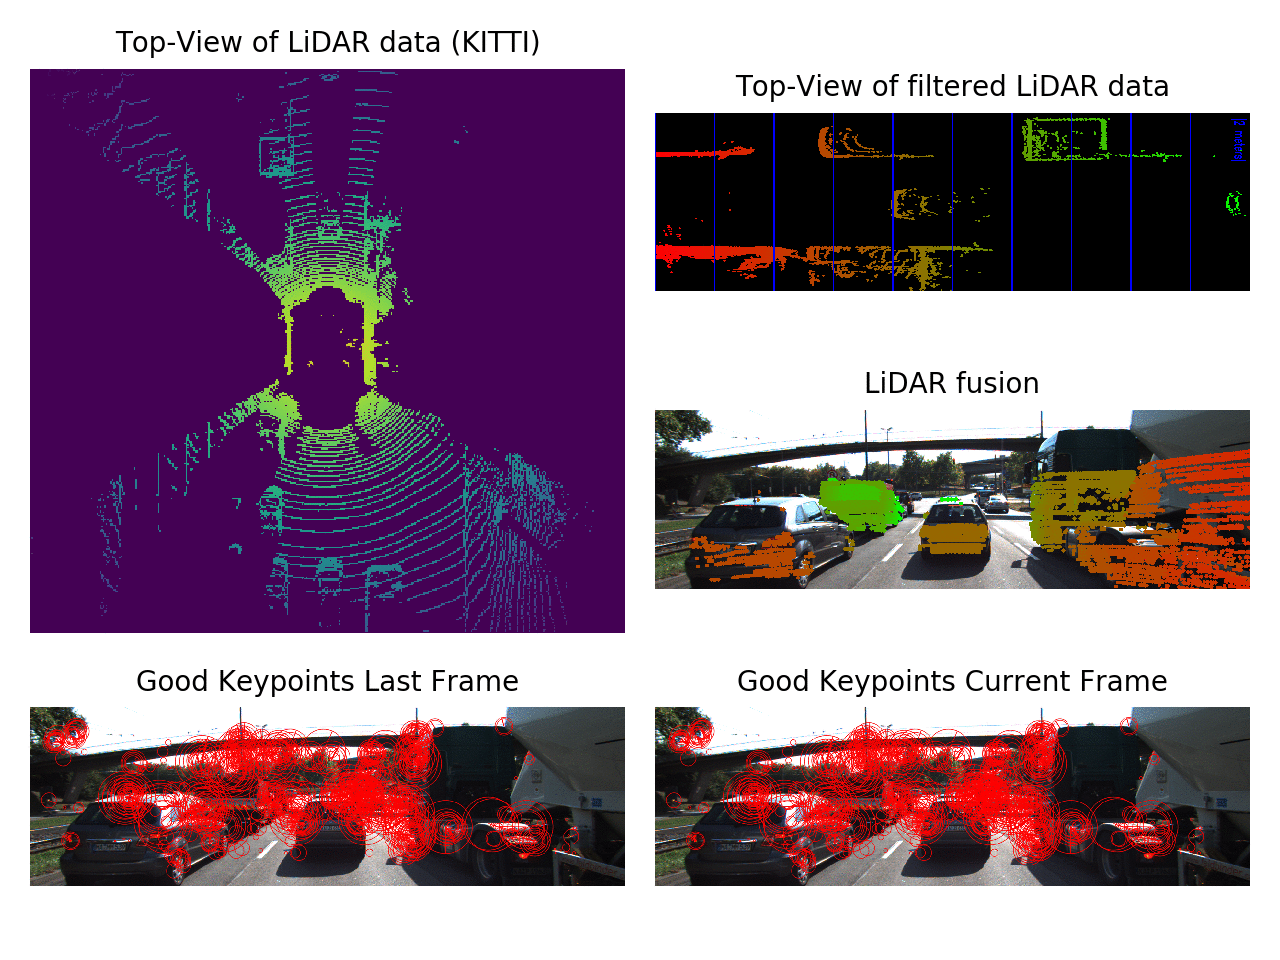 Top-View of LiDAR data (KITTI)
Top-View of filtered LiDAR data
LiDAR fusion
Good Keypoints Last Frame
Good Keypoints Current Frame